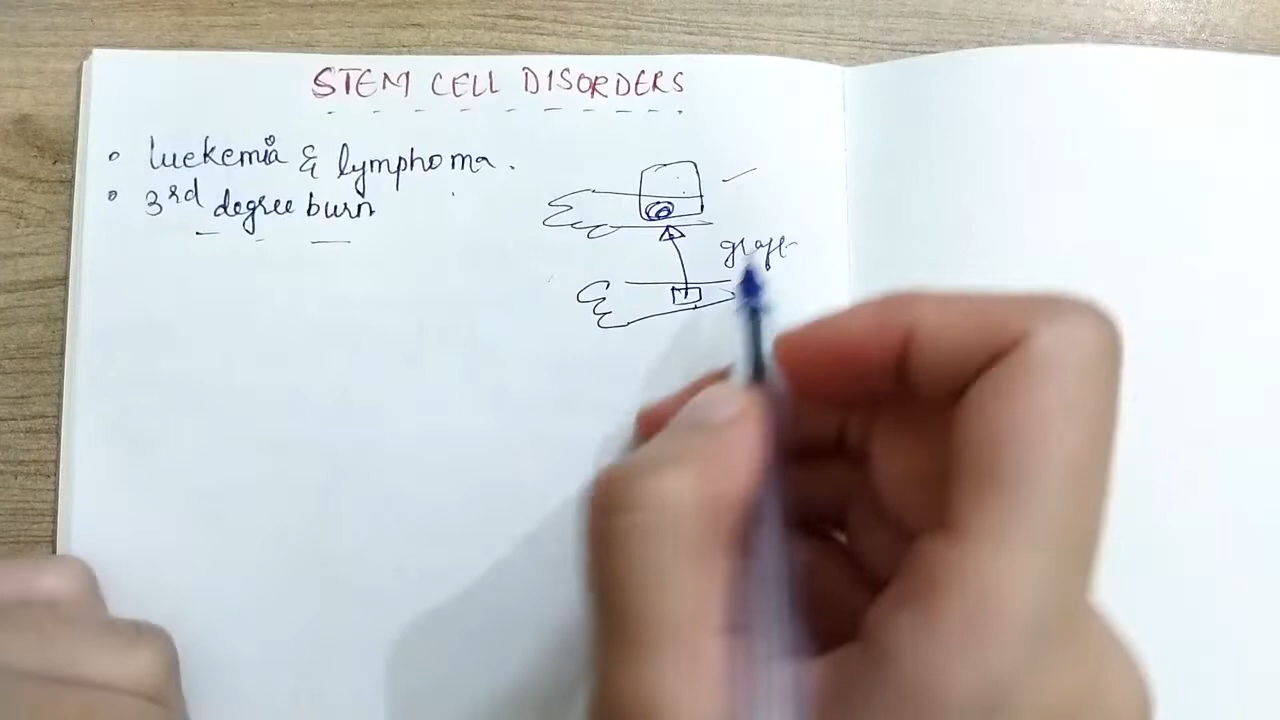 STEM CELL DISORDERS
• luekemia & lymphoma.
• 3rd degree burn
graft